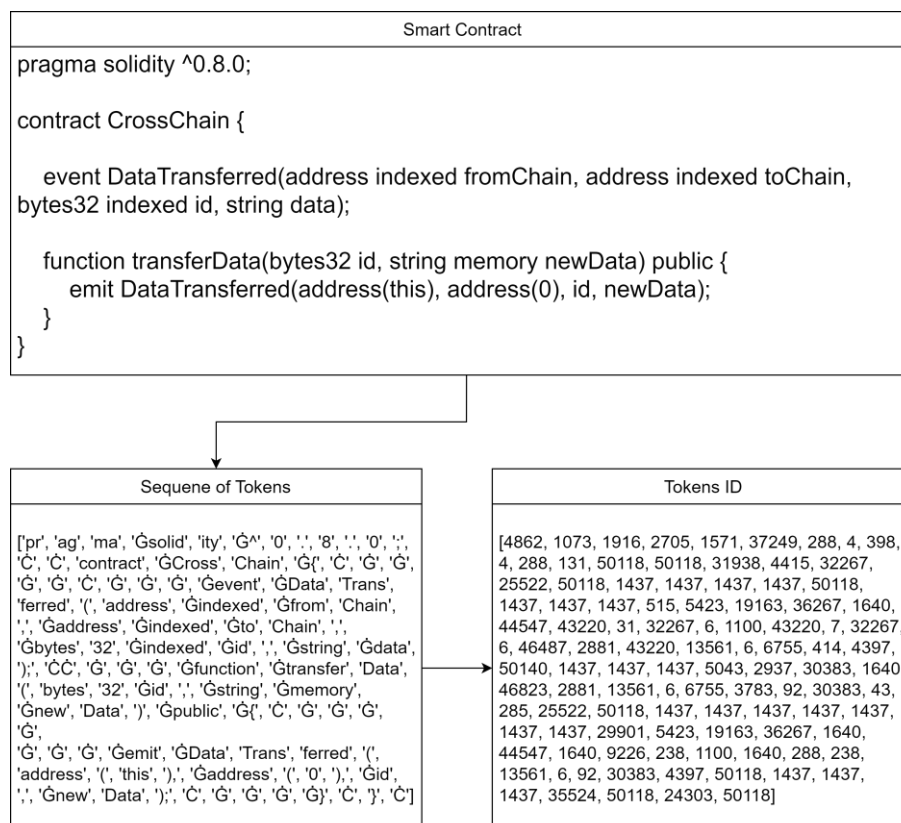 Smart Contract
pragma solidity ^0.8.0;
contract CrossChain {
event DataTransferred(address indexed fromChain, address indexed toChain,
bytes32 indexed id, string data);
function transferData(bytes32 id, string memory newData) public {
emit DataTransferred(address(this), address(0), id, newData);
}
}
Sequene of Tokens
['pr', 'ag', 'ma', 'Ġsolid', 'ity', 'Ġ^', '0', '.', '8', '.', '0', ';',
'Ċ', 'Ċ', 'contract', 'ĠCross', 'Chain', 'Ġ{', 'Ċ', 'Ġ', 'Ġ',
'Ġ', 'Ġ', 'Ċ', 'Ġ', 'Ġ', 'Ġ', 'Ġevent', 'ĠData', 'Trans',
'ferred', '(', 'address', 'Ġindexed', 'Ġfrom', 'Chain',
',', 'Ġaddress', 'Ġindexed', 'Ġto', 'Chain', ',',
'Ġbytes', '32', 'Ġindexed', 'Ġid', ',', 'Ġstring', 'Ġdata',
');', 'ĊĊ', 'Ġ', 'Ġ', 'Ġ', 'Ġfunction', 'Ġtransfer', 'Data',
'(', 'bytes', '32', 'Ġid', ',', 'Ġstring', 'Ġmemory',
'Ġnew', 'Data', ')', 'Ġpublic', 'Ġ{', 'Ċ', 'Ġ', 'Ġ', 'Ġ',
'Ġ',
'Ġ', 'Ġ', 'Ġ', 'Ġemit', 'ĠData', 'Trans', 'ferred', '(',
'address', '(', 'this', '),', 'Ġaddress', '(', '0', '),', 'Ġid',
',', 'Ġnew', 'Data', ');', 'Ċ', 'Ġ', 'Ġ', 'Ġ', 'Ġ}', 'Ċ', '}', 'Ċ']
Tokens ID
[4862, 1073, 1916, 2705, 1571, 37249, 288, 4, 398,
4, 288, 131, 50118, 50118, 31938, 4415, 32267,
25522, 50118, 1437, 1437, 1437, 1437, 50118,
1437, 1437, 1437, 515, 5423, 19163, 36267, 1640,
44547, 43220, 31, 32267, 6, 1100, 43220, 7, 32267,
6, 46487, 2881, 43220, 13561, 6, 6755, 414, 4397,
50140, 1437, 1437, 1437, 5043, 2937, 30383, 1640,
46823, 2881, 13561, 6, 6755, 3783, 92, 30383, 43,
285, 25522, 50118, 1437, 1437, 1437, 1437, 1437,
1437, 1437, 29901, 5423, 19163, 36267, 1640,
44547, 1640, 9226, 238, 1100, 1640, 288, 238,
13561, 6, 92, 30383, 4397, 50118, 1437, 1437,
1437, 35524, 50118, 24303, 50118]